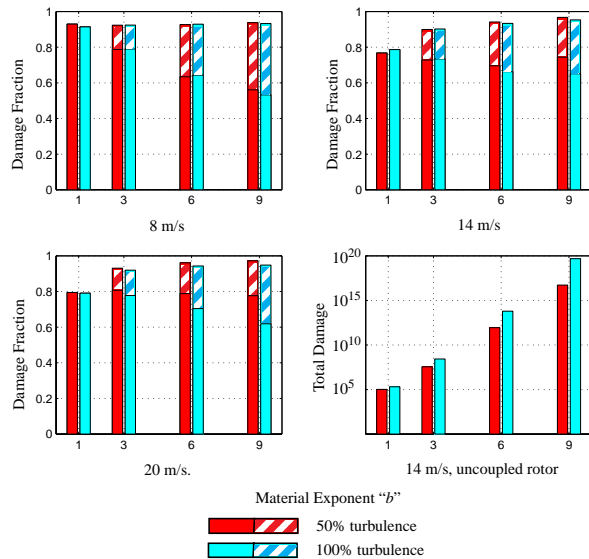 1
0.8
0.6
0.4
0.2
0
Damage Fraction
1 3 6 9
8 m/s
1
0.8
0.6
0.4
0.2
0
Damage Fraction
1 3 6 9
14 m/s
1
0.8
0.6
0.4
0.2
0
Damage Fraction
1 3 6 9
20 m/s.
10^20
10^15
10^10
10^5
Total Damage
1 3 6 9
14 m/s, uncoupled rotor
Material Exponent “b”
50% turbulence
100% turbulence